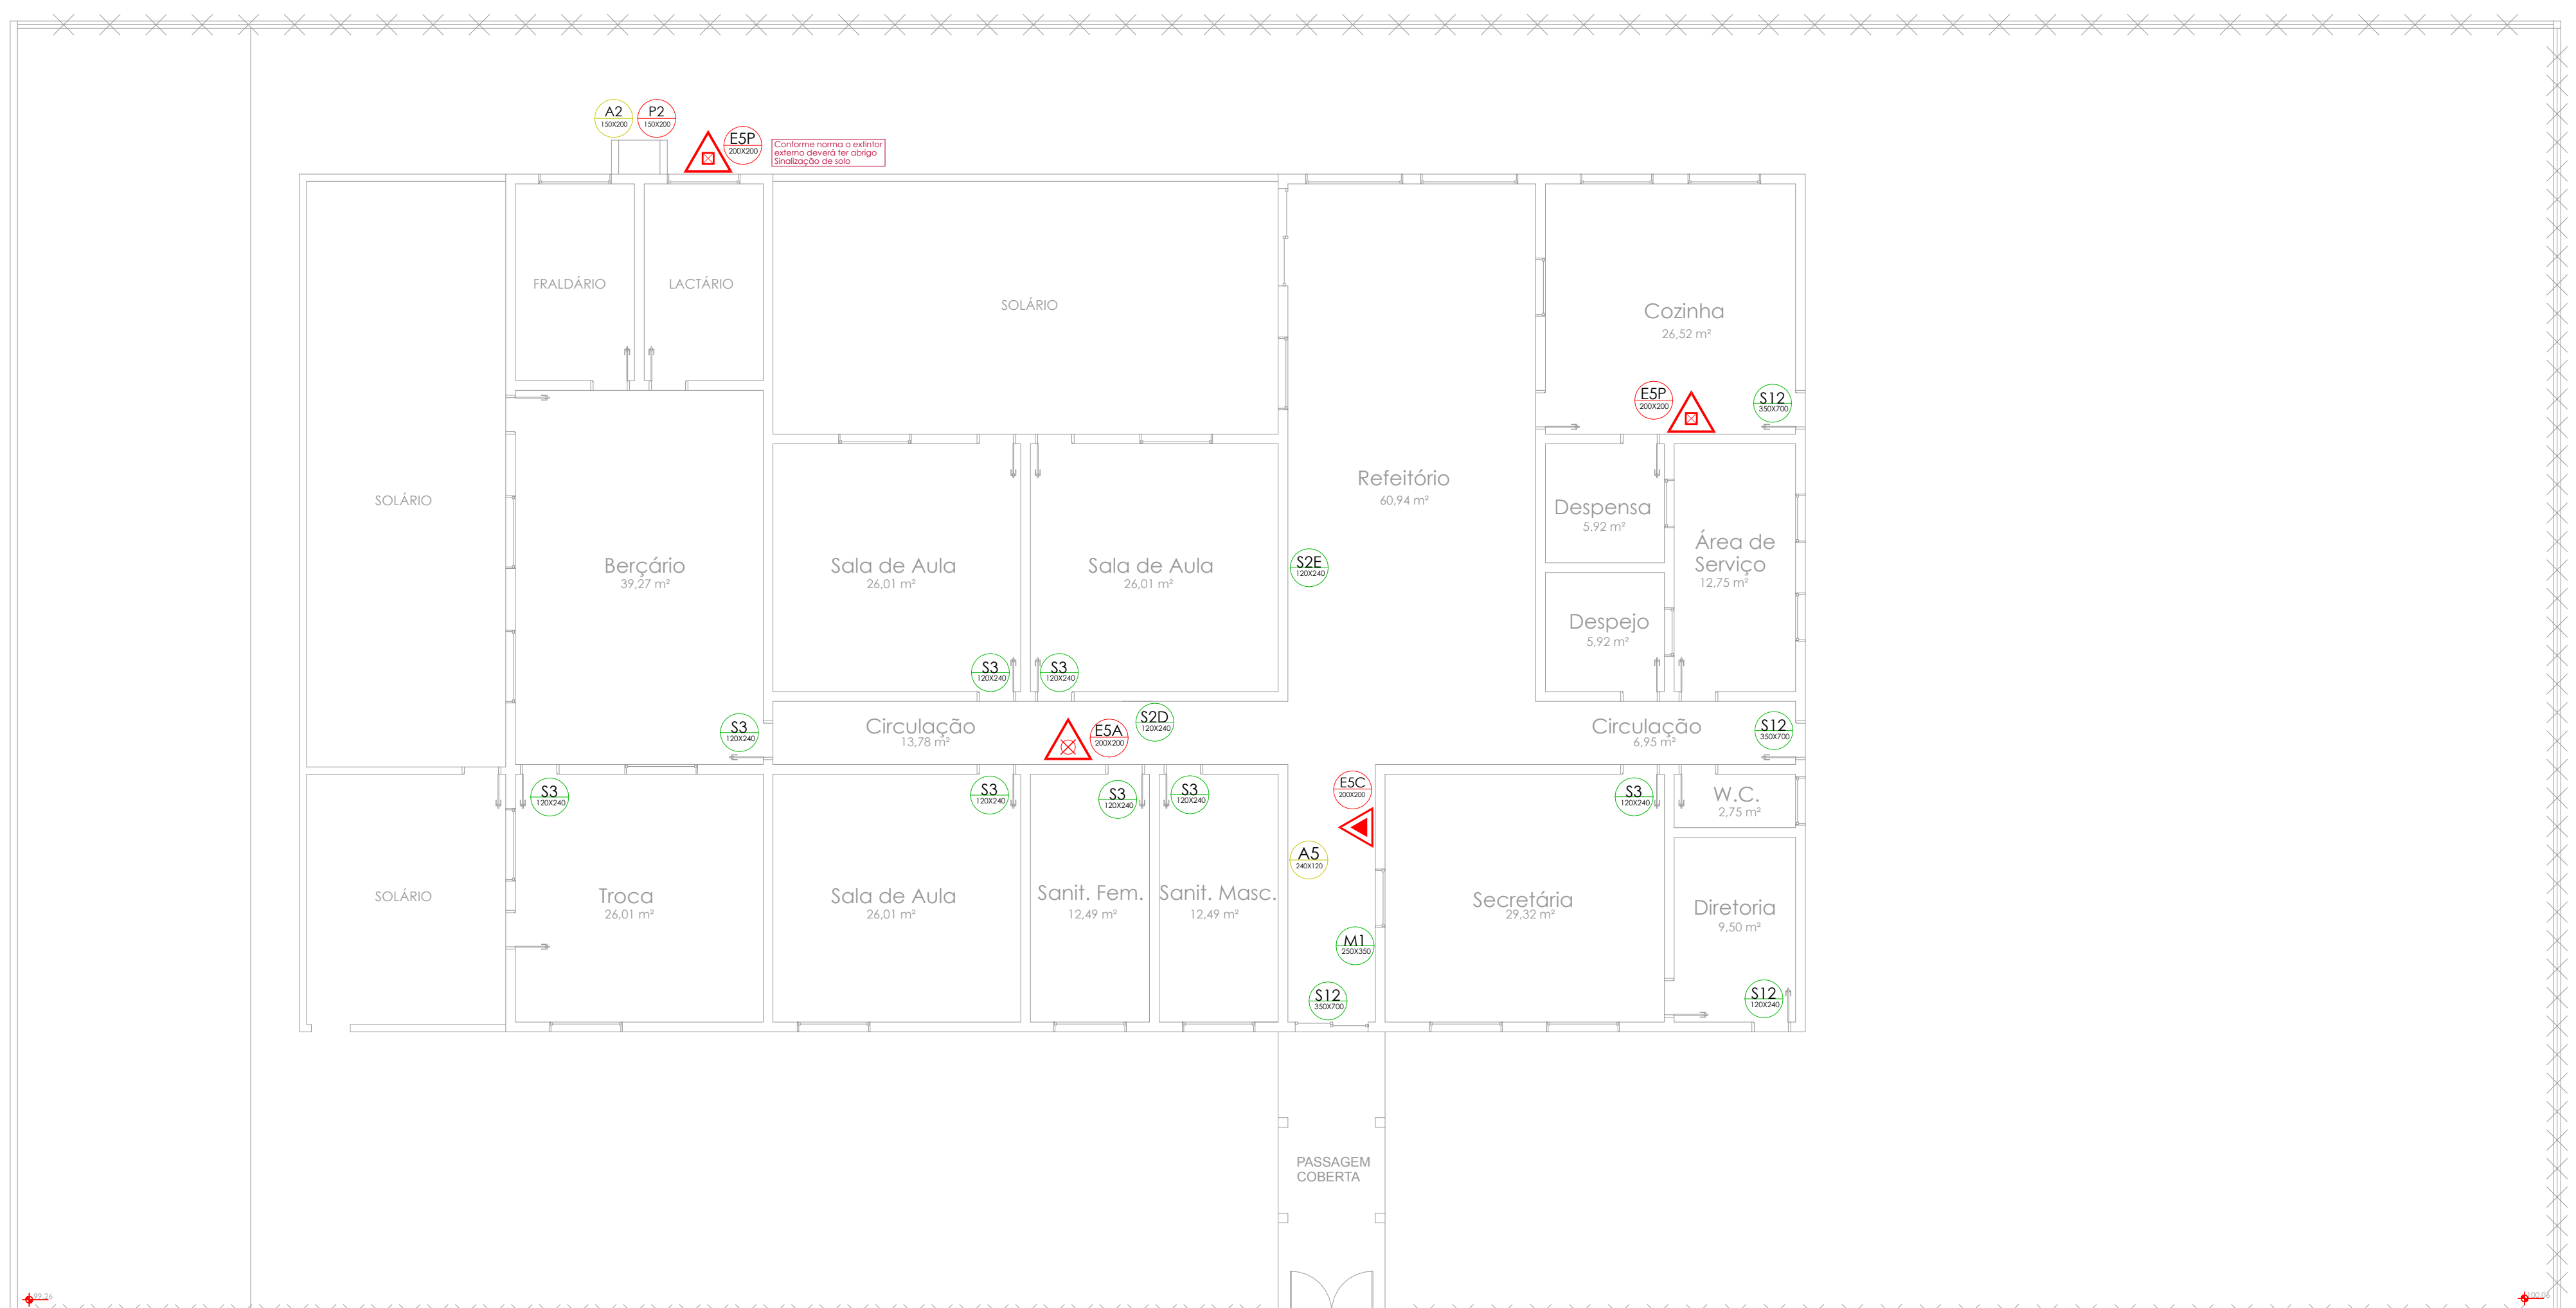 A2
150X200
P2
150X200
E5P
200X200
Conforme norma o extintor
externo deverá ter abrigo
Sinalização de solo
FRALDÁRIO
LACTÁRIO
SOLÁRIO
Cozinha
26,52 m²
E5P
200X200
S12
350X700
SOLÁRIO
Refeitório
60,94 m²
Despensa
5.92 m²
Área de
Serviço
12,75 m²
Berçário
39,27 m²
Sala de Aula
26,01 m²
Sala de Aula
26,01 m²
S2E
120X240
Despejo
5,92 m²
S3
120X240
S3
120X240
S3
120X240
Circulação
13,78 m²
E5A
200X200
S2D
120X240
Circulação
6,95 m²
S12
350X700
S3
120X240
S3
120X240
S3
120X240
S3
120X240
E5C
200X200
S3
120X240
W.C.
2,75 m²
A5
240X120
SOLÁRIO
Troca
26,01 m²
Sala de Aula
26,01 m²
Sanit. Fem.
12,49 m²
Sanit. Masc.
12,49 m²
Secretária
29,32 m²
Diretoria
9,50 m²
M1
250X350
S12
350X700
S12
120X240
PASSAGEM
COBERTA
99,26